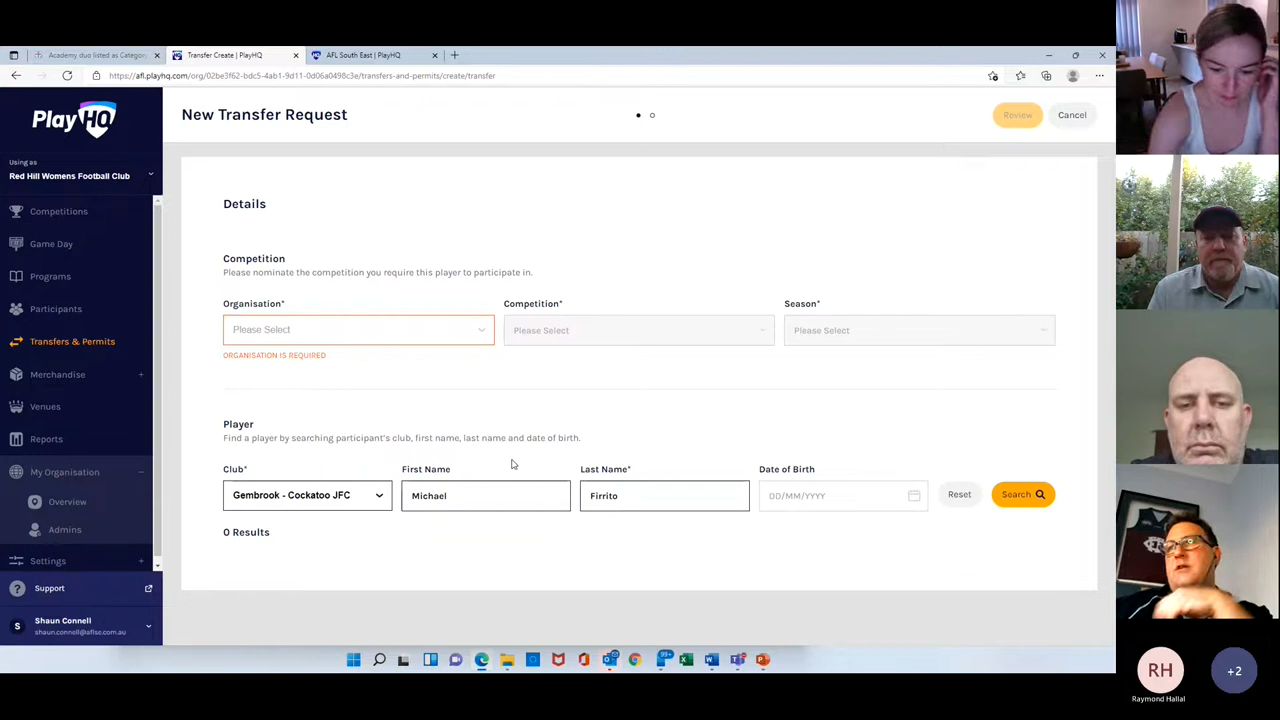 Academy duo listed as Category
Transfer Create | PlayHQ
AFL South East | PlayHQ
https://afl.playhq.com/org/02be3f62-bdc5-4ab1-9d11-0d06a0498c3e/transfers-and-permits/create/transfer
PlayHQ
New Transfer Request
Review
Cancel
Using as
Red Hill Womens Football Club
Competitions
Game Day
Programs
Participants
Transfers & Permits
Merchandise
Venues
Reports
My Organisation
Overview
Admins
Settings
Support
S
Shaun Connell
shaun.connell@aflse.com.au
Details
Competition
Please nominate the competition you require this player to participate in.
Organisation* Competition* Season*
Please Select Please Select Please Select
ORGANISATION IS REQUIRED
Player
Find a player by searching participant's club, first name, last name and date of birth.
Club* First Name Last Name* Date of Birth
Gembrook - Cockatoo JFC Michael Firrito DD/MM/YYYY Reset Search
0 Results
99+
RH
Raymond Hallal
+2